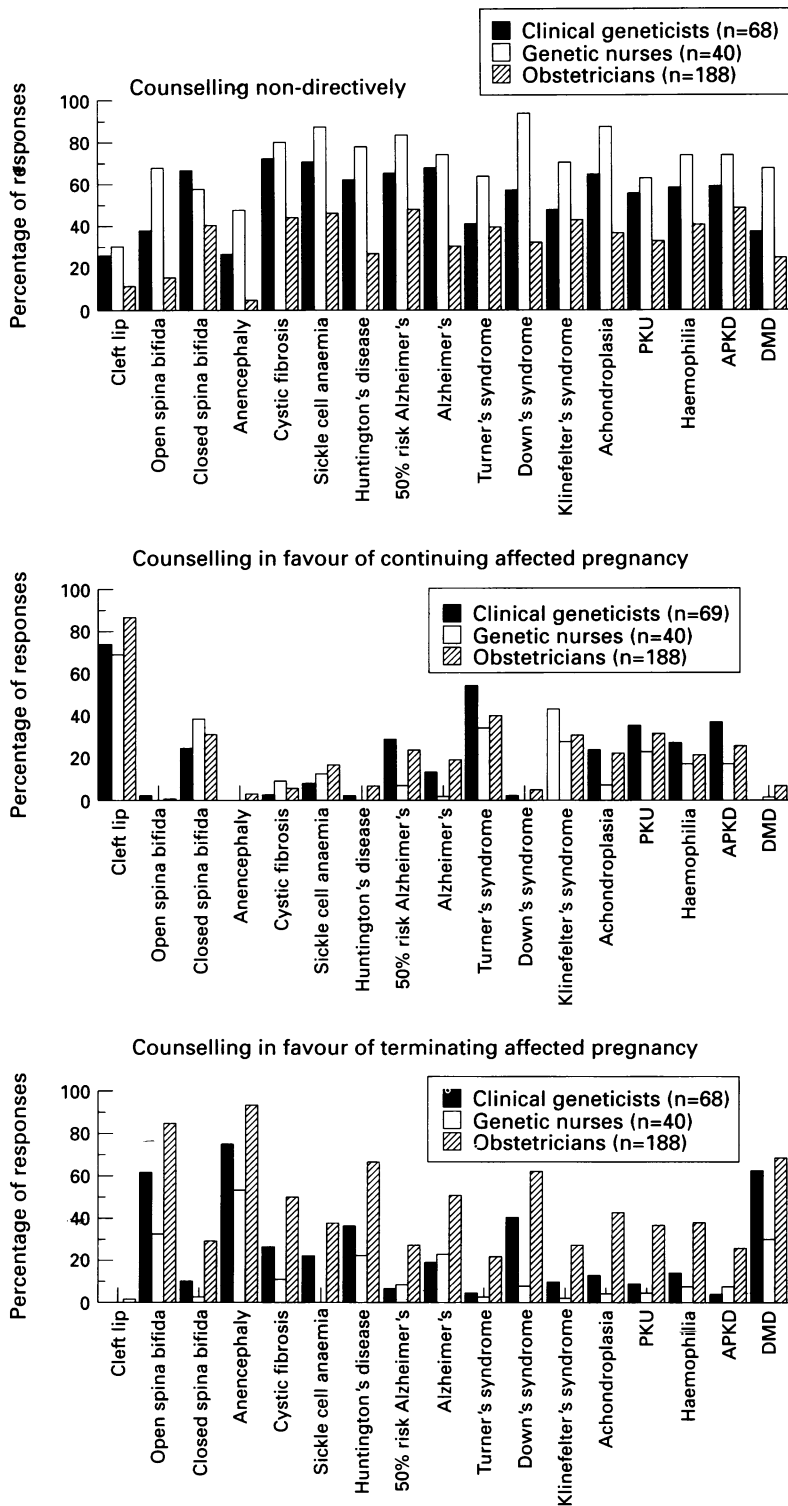 Clinical geneticists (n=68)
Genetic nurses (n=40)
Obstetricians (n=188)
Counselling non-directively
Percentage of responses
100
80
60
40
20
0
Cleft lip
Open spina bifida
Closed spina bifida
Anencephaly
Cystic fibrosis
Sickle cell anaemia
Huntington's disease
50% risk Alzheimer's
Alzheimer's
Turner's syndrome
Down's syndrome
Klinefelter's syndrome
Achondroplasia
PKU
Haemophilia
APKD
DMD
Counselling in favour of continuing affected pregnancy
Percentage of responses
100
80
60
40
20
0
Clinical geneticists (n=69)
Genetic nurses (n=40)
Obstetricians (n=188)
Cleft lip
Open spina bifida
Closed spina bifida
Anencephaly
Cystic fibrosis
Sickle cell anaemia
Huntington's disease
50% risk Alzheimer's
Alzheimer's
Turner's syndrome
Down's syndrome
Klinefelter's syndrome
Achondroplasia
PKU
Haemophilia
APKD
DMD
Counselling in favour of terminating affected pregnancy
Percentage of responses
100
80
60
40
20
0
Clinical geneticists (n=68)
Genetic nurses (n=40)
Obstetricians (n=188)
Cleft lip
Open spina bifida
Closed spina bifida
Anencephaly
Cystic fibrosis
Sickle cell anaemia
Huntington's disease
50% risk Alzheimer's
Alzheimer's
Turner's syndrome
Down's syndrome
Klinefelter's syndrome
Achondroplasia
PKU
Haemophillia
APKD
DMD